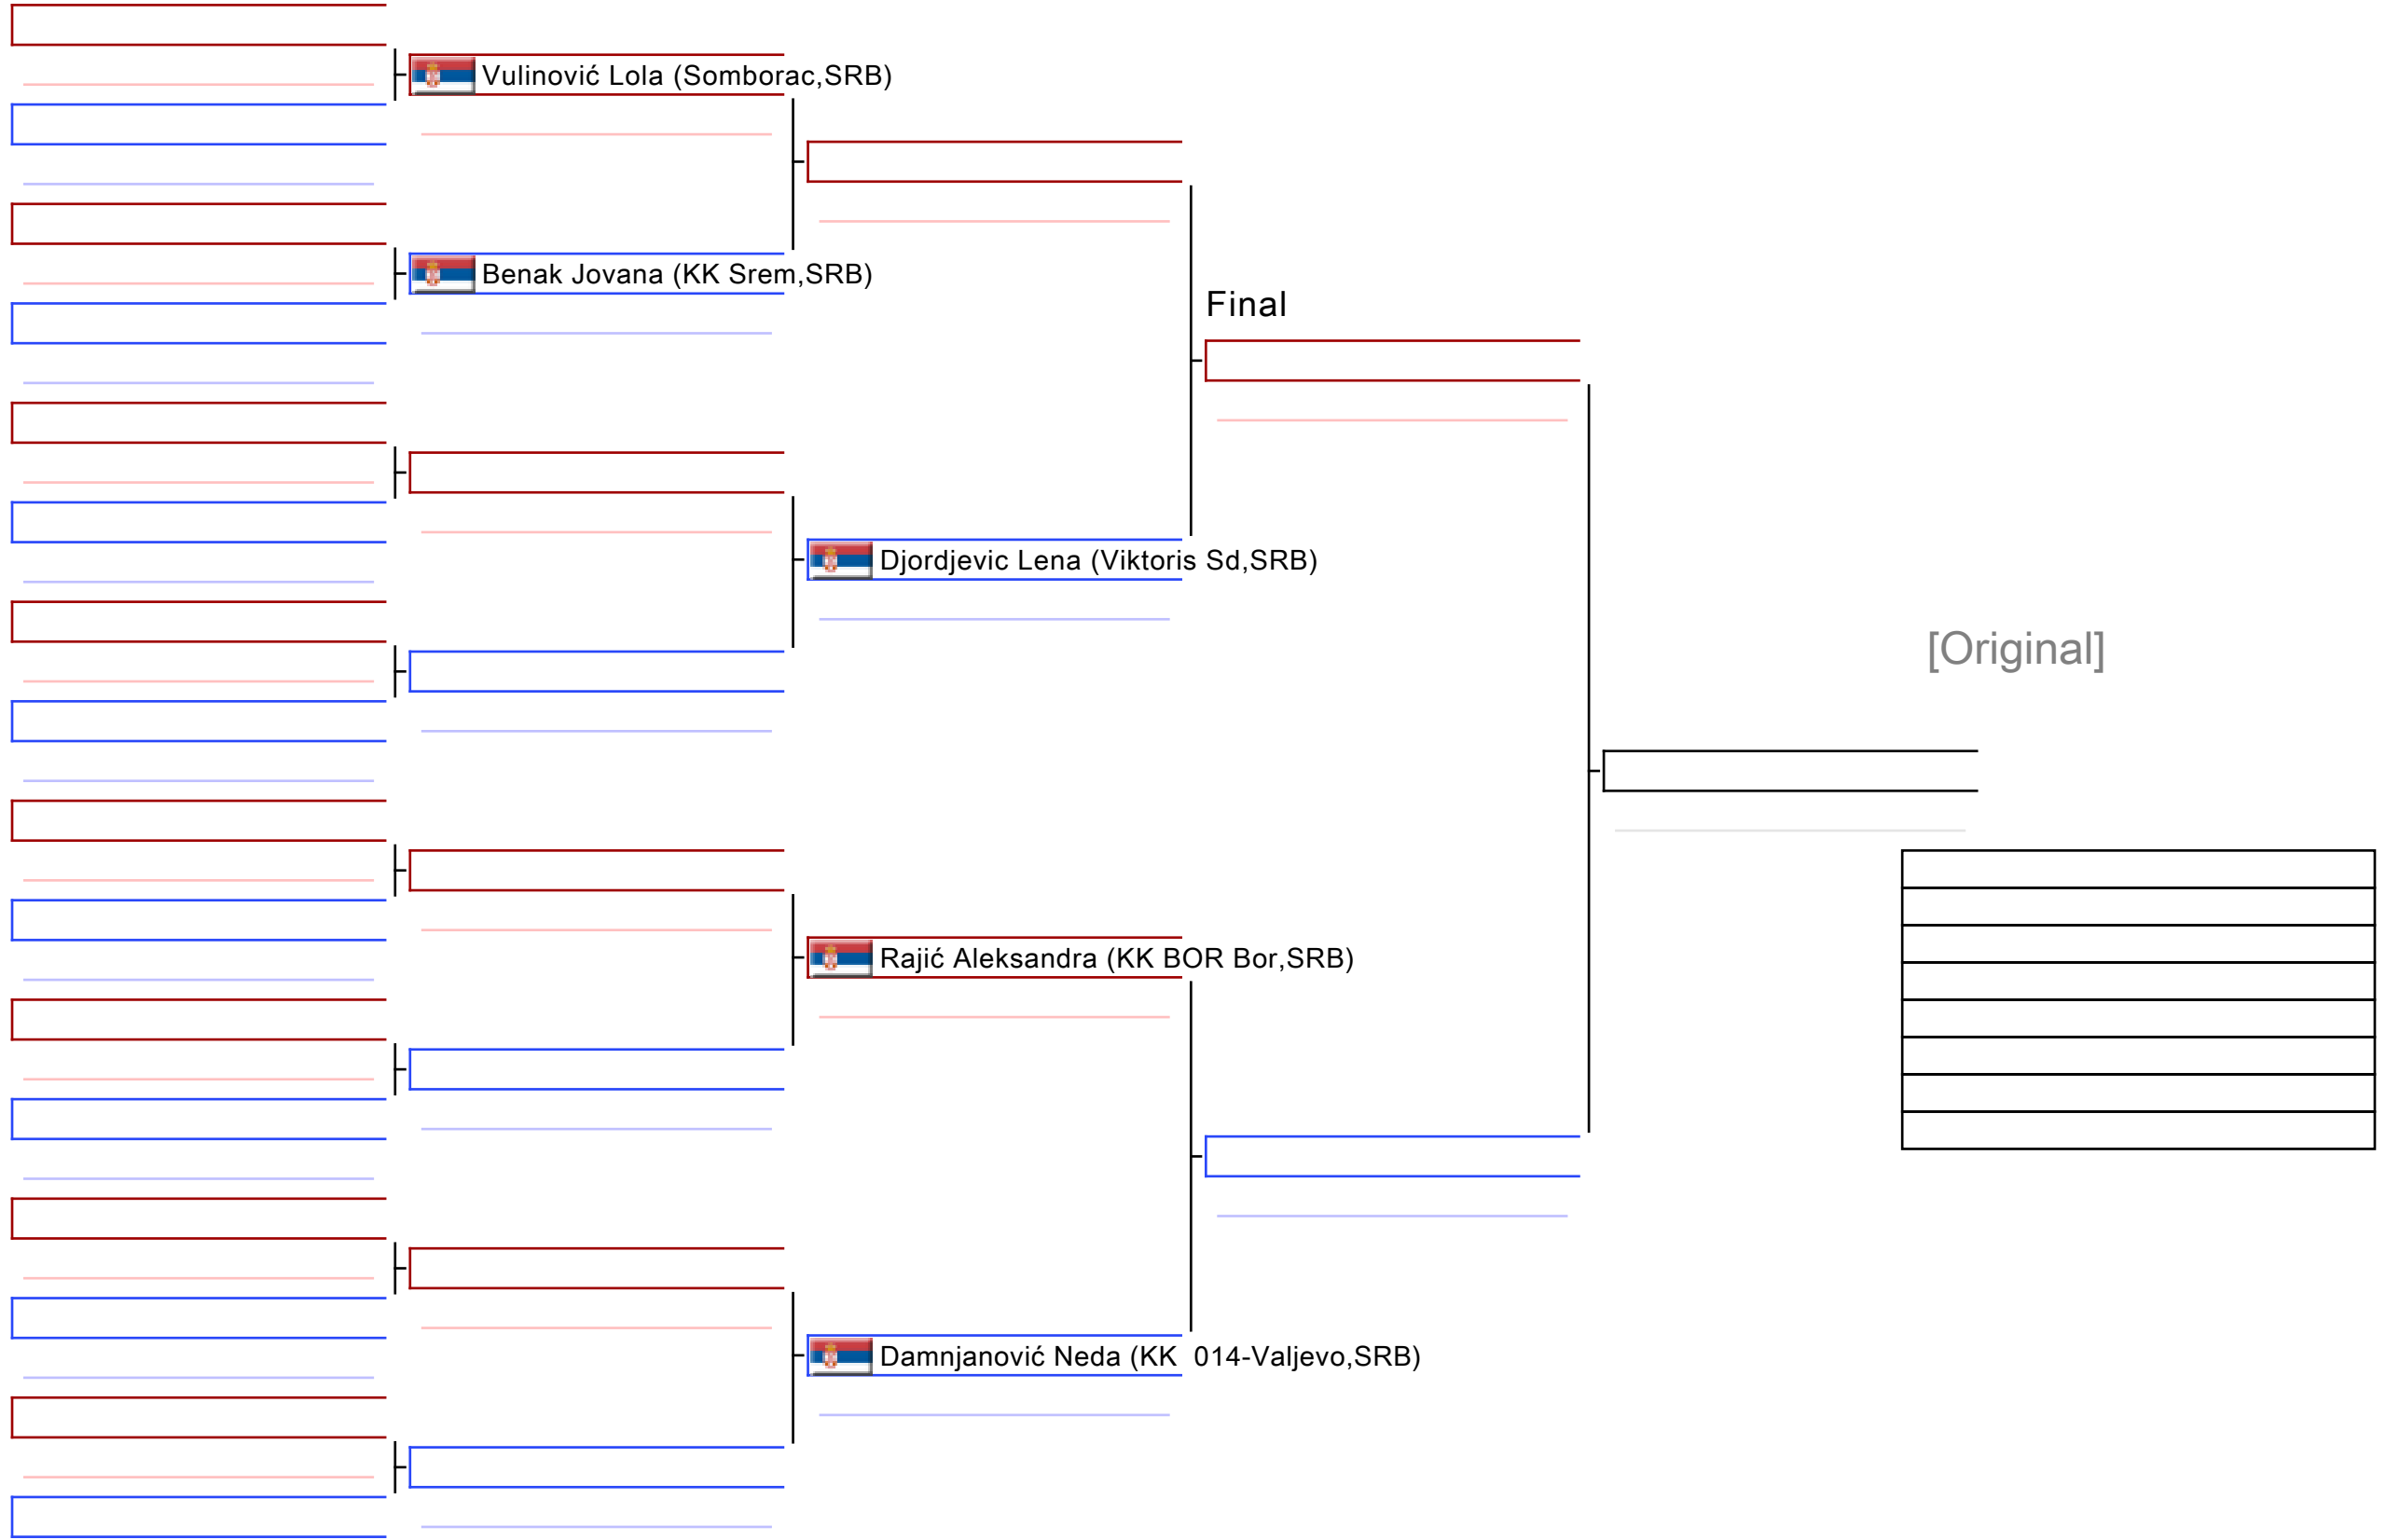 Vulinović Lola (Somborac,SRB)
Benak Jovana (KK Srem,SRB)
Final
Djordjevic Lena (Viktoris Sd,SRB)
[Original]
Rajić Aleksandra (KK BOR Bor,SRB)
Damnjanović Neda (KK  014-Valjevo,SRB)